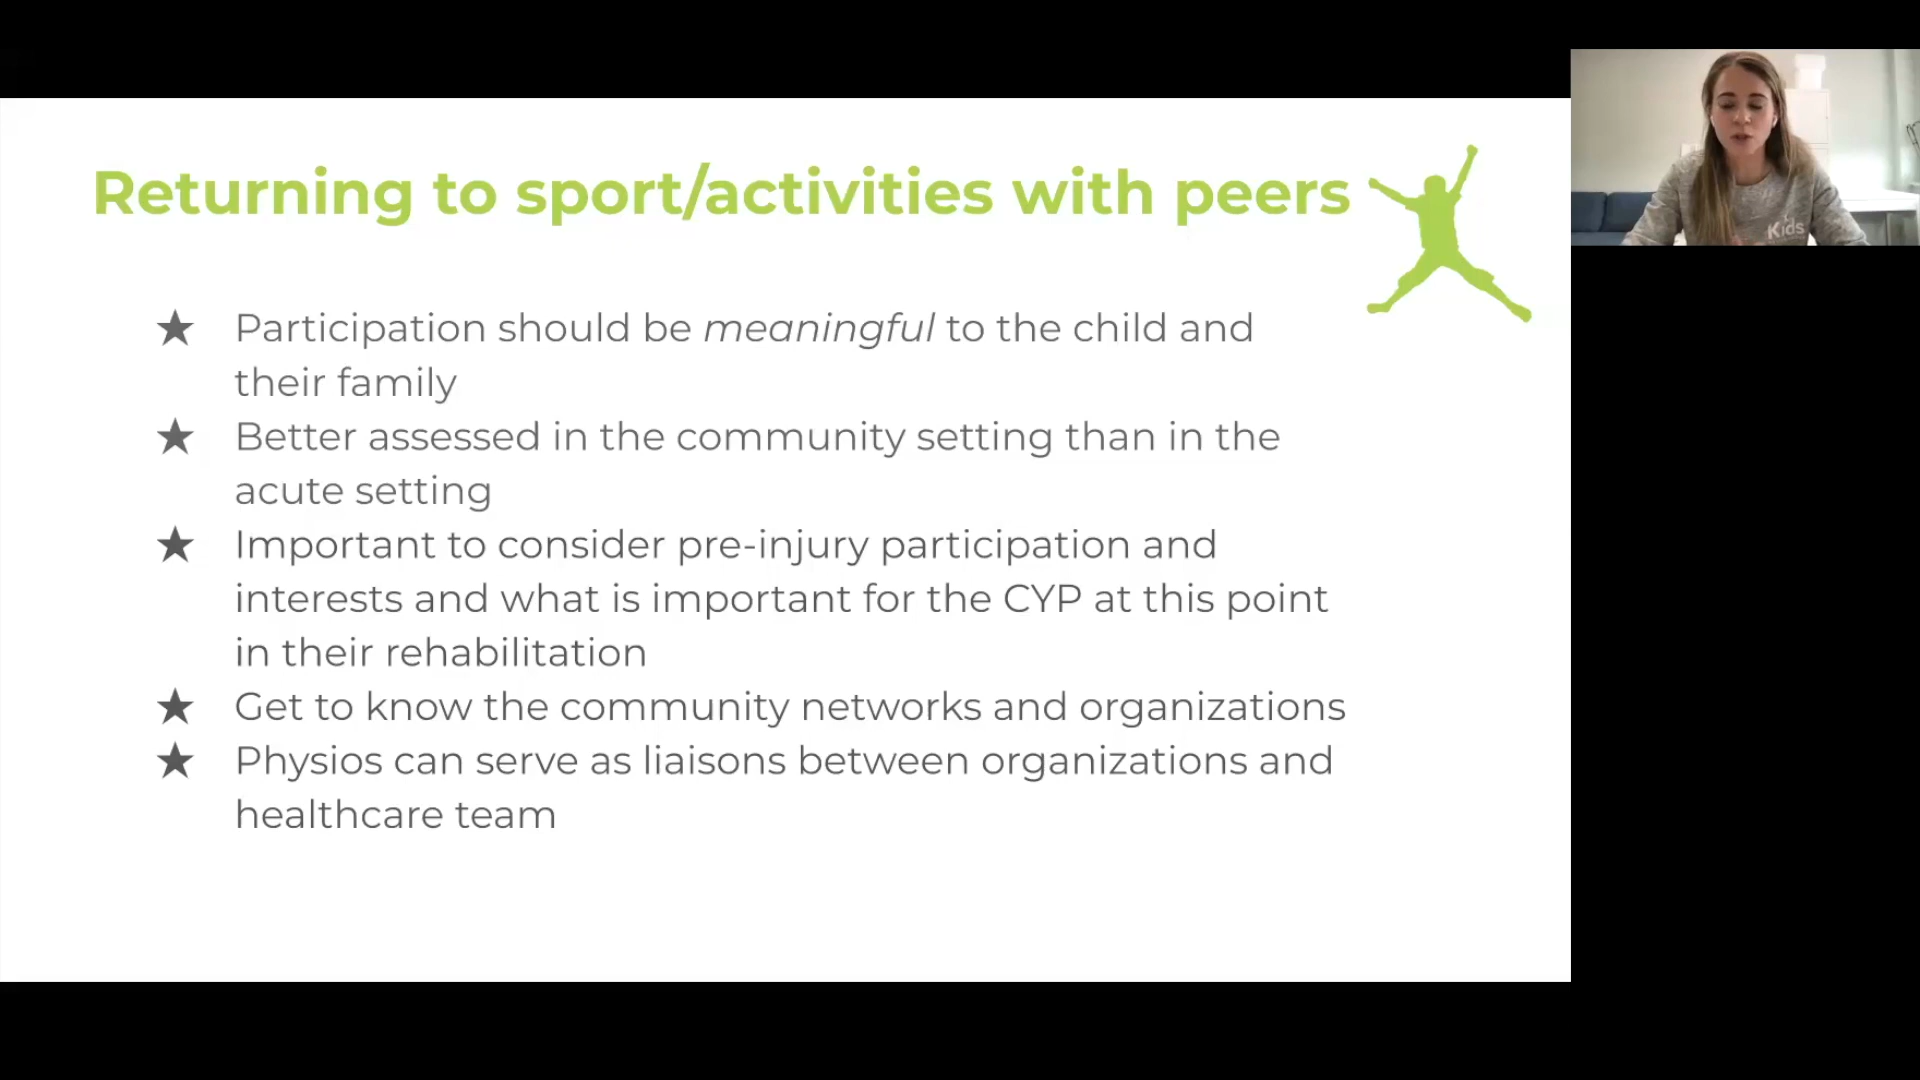 Returning to sport/activities with peers
★ Participation should be meaningful to the child and
their family
★ Better assessed in the community setting than in the
acute setting
★ Important to consider pre-injury participation and
interests and what is important for the CYP at this point
in their rehabilitation
★ Get to know the community networks and organizations
★ Physios can serve as liaisons between organizations and
healthcare team
Kids